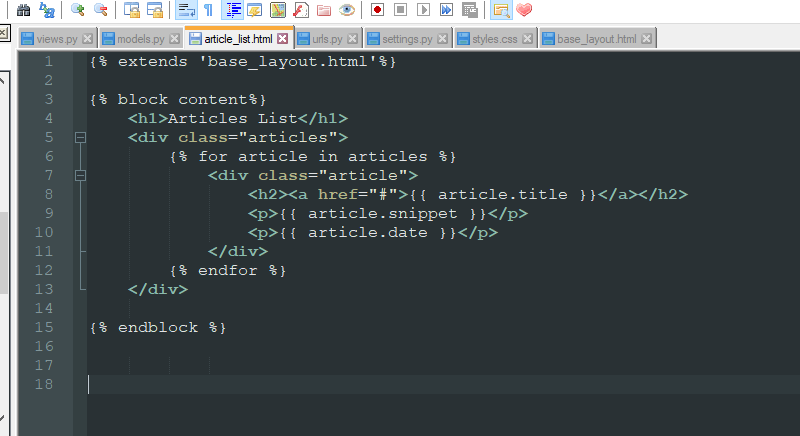 views.py models.py article_list.html urls.py settings.py styles.css base_layout.html
1 {% extends 'base_layout.html'%}
2
3 {% block content%}
4 <h1>Articles List</h1>
5 <div class="articles">
6 {% for article in articles %}
7 <div class="article">
8 <h2><a href="#">{{ article.title }}</a></h2>
9 <p>{{ article.snippet }}</p>
10 <p>{{ article.date }}</p>
11 </div>
12 {% endfor %}
13 </div>
14
15 {% endblock %}
16
17
18